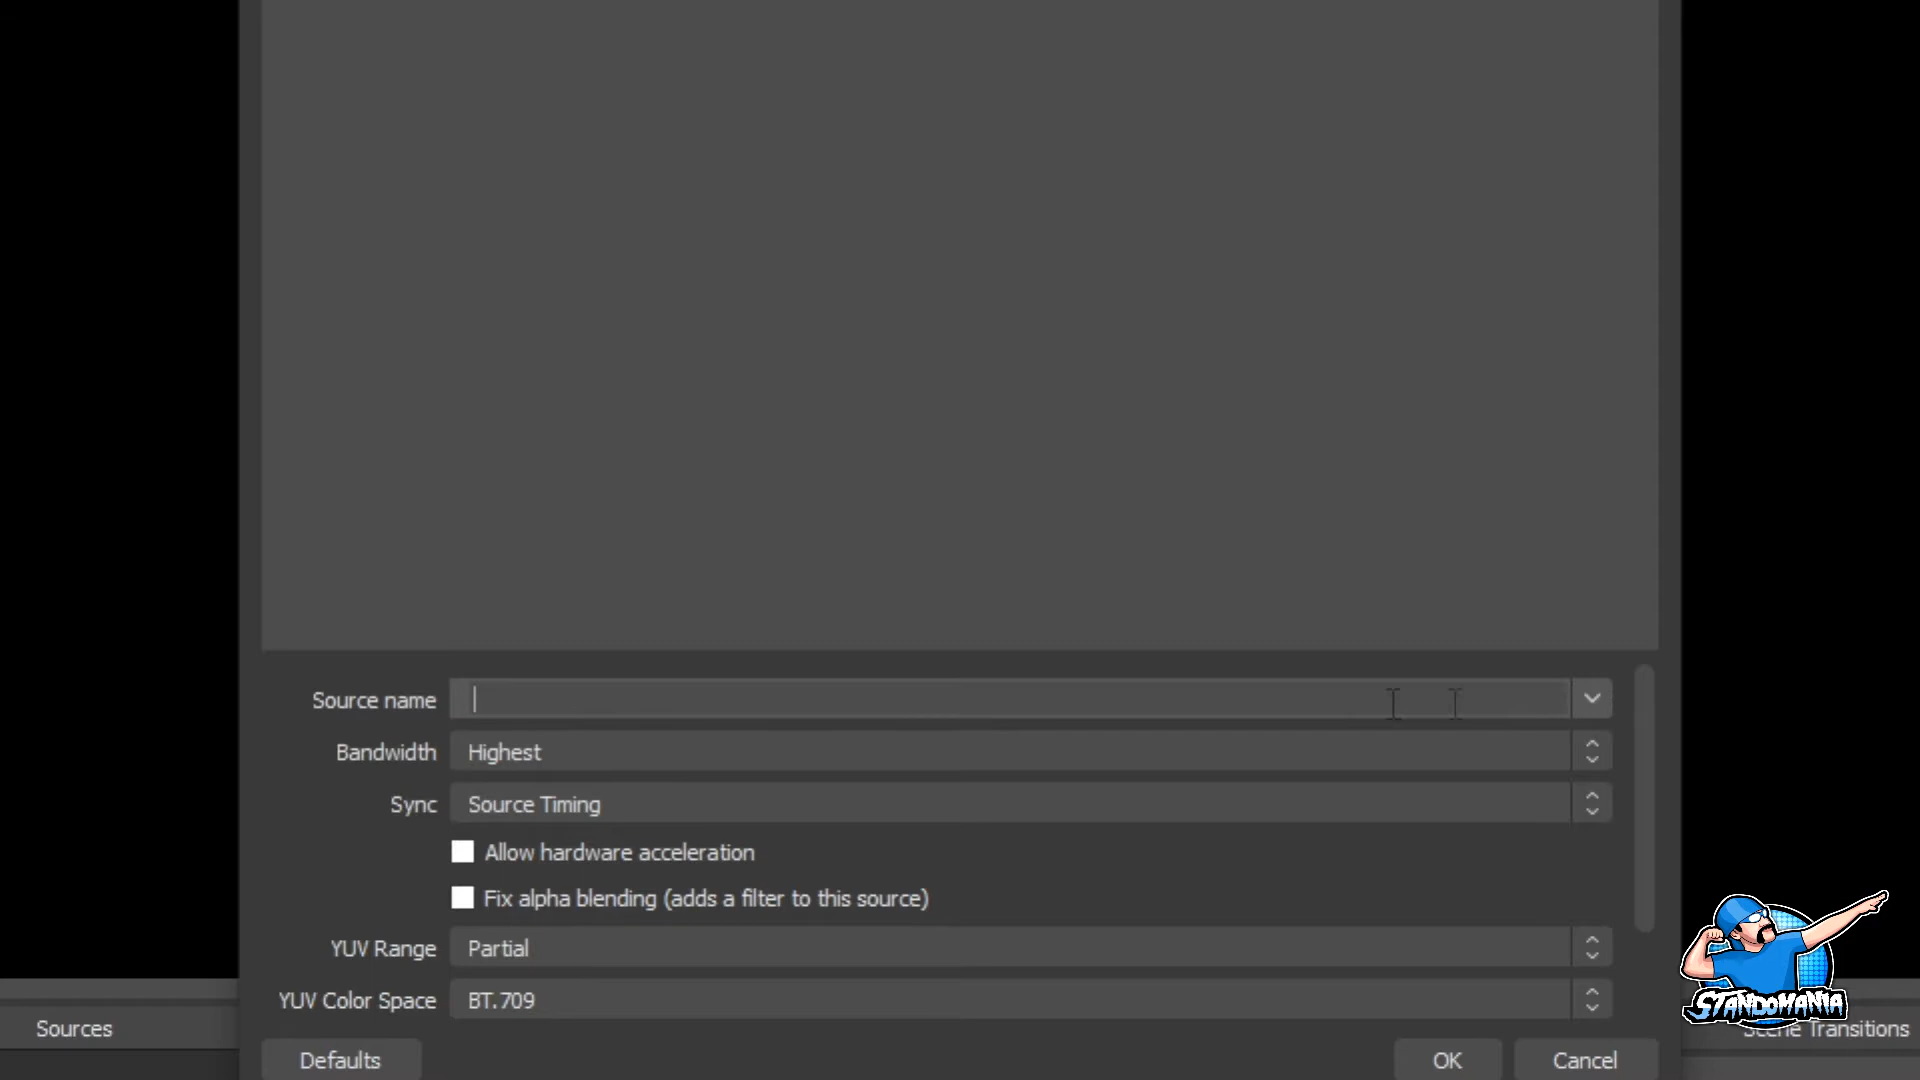 Source name
Bandwidth Highest
Sync Source Timing
Allow hardware acceleration
Fix alpha blending (adds a filter to this source)
YUV Range Partial
YUV Color Space BT.709
Sources
STANDOMANIA
Scene Transitions
Defaults OK Cancel